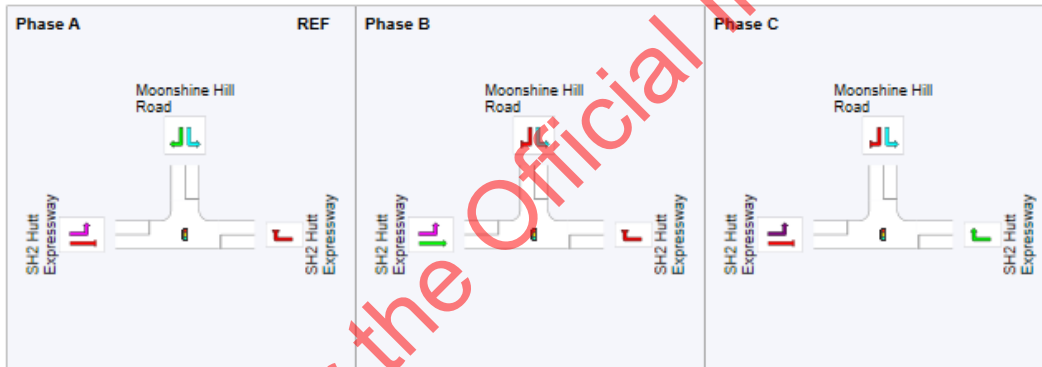 Phase A
REF
Moonshine Hill
Road
SH2 Hutt
Expressway
SH2 Hutt
Expressway
Phase B
Moonshine Hill
Road
SH2 Hutt
Expressway
SH2 Hutt
Expressway
Phase C
Moonshine Hill
Road
SH2 Hutt
Expressway
SH2 Hutt
Expressway
the Official